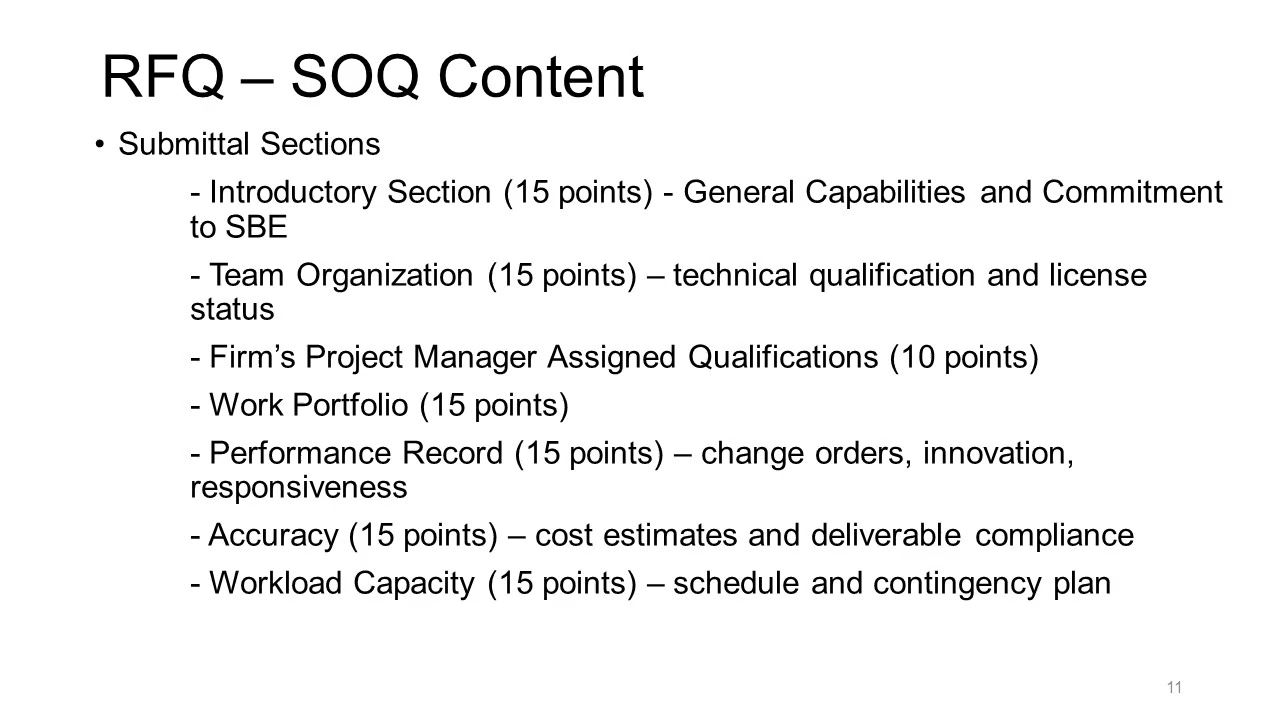 RFQ – SOQ Content
• Submittal Sections
- Introductory Section (15 points) - General Capabilities and Commitment
to SBE
- Team Organization (15 points) – technical qualification and license
status
- Firm’s Project Manager Assigned Qualifications (10 points)
- Work Portfolio (15 points)
- Performance Record (15 points) – change orders, innovation,
responsiveness
- Accuracy (15 points) – cost estimates and deliverable compliance
- Workload Capacity (15 points) – schedule and contingency plan
11